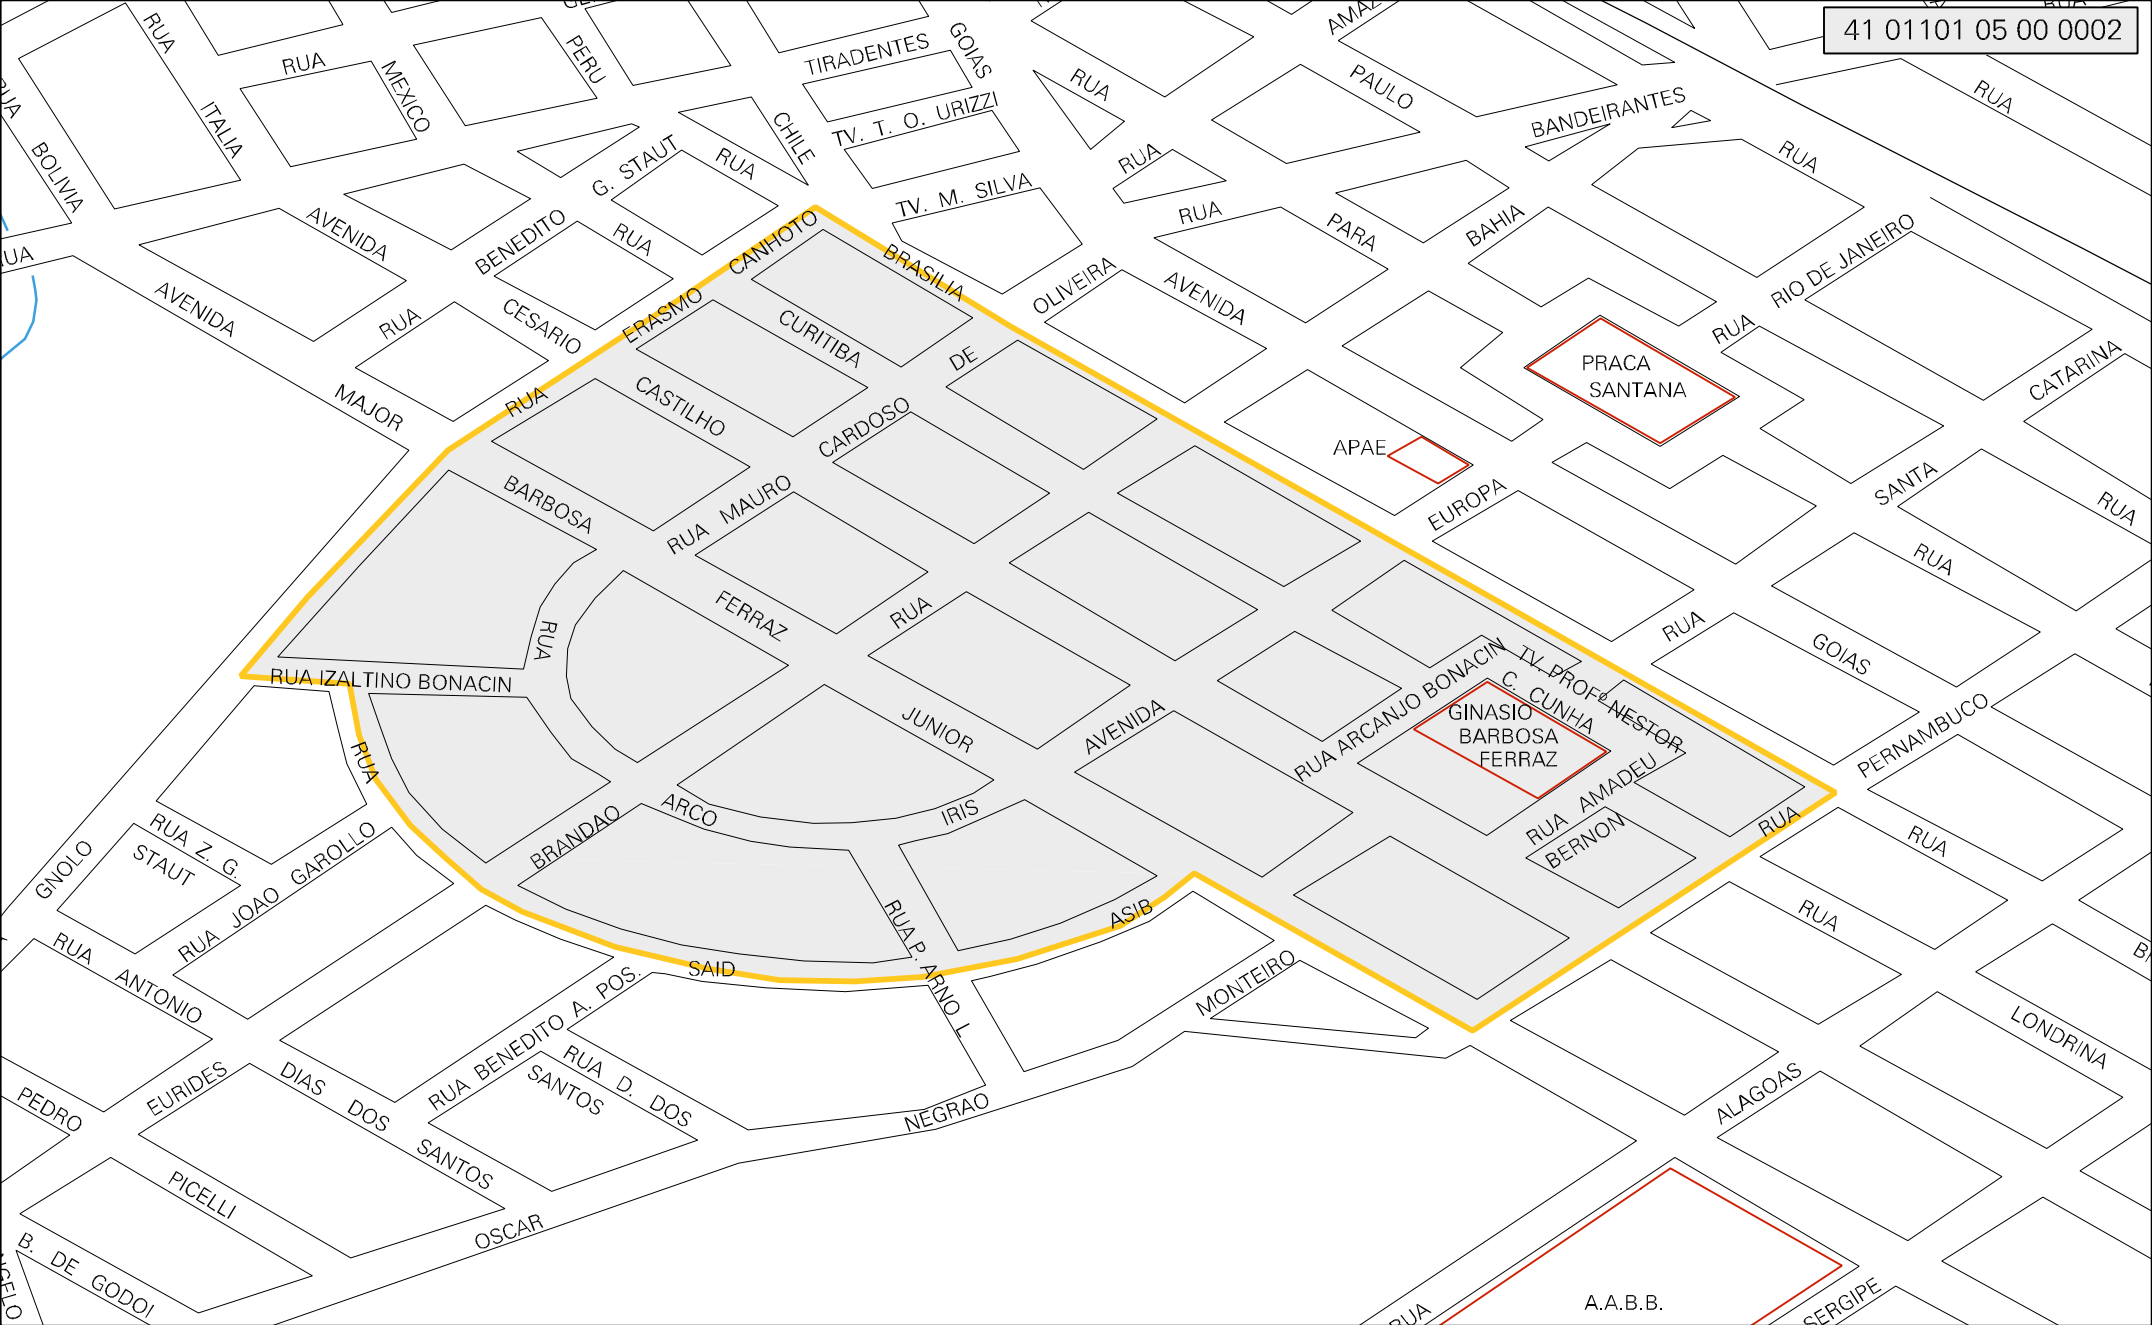 41 01101 05 00 0002
RUA
ITALIA
RUA
MEXICO
PERU
TIRADENTES
GOIAS
TV. T. O. URIZZI
CHILE
RUA
PAULO
BANDEIRANTES
RUA
RUA
BOLIVIA
RUA
G. STAUT
RUA
TV. M. SILVA
RUA
RUA
RUA
PARA
BAHIA
RIO DE JANEIRO
AVENIDA
BENEDITO
RUA
CANHOTO
BRASILIA
OLIVEIRA
AVENIDA
AVENIDA
RUA
CESARIO
ERASMO
CURITIBA
DE
RUA
PRACA
SANTANA
CATARINA
MAJOR
RUA
CASTILHO
CARDOSO
APAE
EUROPA
SANTA
RUA
BARBOSA
RUA MAURO
RUA
RUA
FERRAZ
RUA
RUA
GOIAS
RUA IZALTINO BONACIN
RUA ARCANJO BONACIN
TV. PROFº NESTOR
C. CUNHA
GINASIO
BARBOSA
FERRAZ
JUNIOR
AVENIDA
PERNAMBUCO
RUA
RUA AMADEU
BERNON
RUA
RUA
ARCO
IRIS
BRANDAO
RUA Z. G.
STAUT
RUA JOAO GAROLLO
GNOLO
RUA P. ARNO L
ASIB
SAID
RUA
RUA ANTONIO
RUA BENEDITO A. POS.
MONTEIRO
LONDRINA
PEDRO
EURIDES
DIAS DOS
SANTOS
RUA D. DOS
SANTOS
NEGRAO
ALAGOAS
PICELLI
OSCAR
B. DE GODOI
RUA
A.A.B.B.
SERGIPE